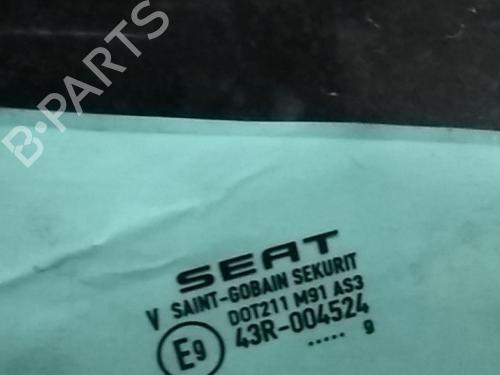 B-PARTS
SEAT
V SAINT-GOBAIN SEKURIT
DOT211 M91 AS3
E9 43R-004524
..... 9